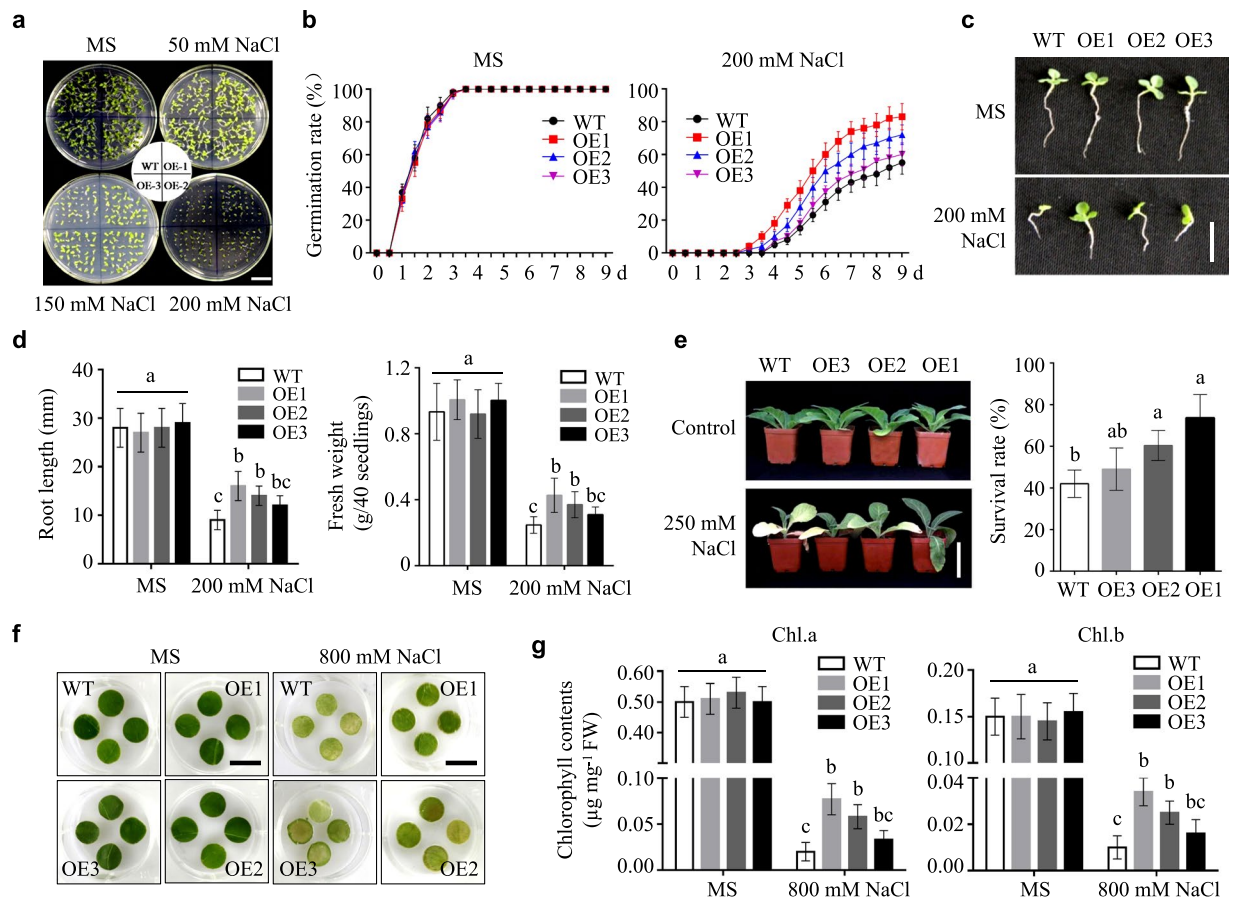 a
MS 50 mM NaCl
WT OE-1
OE-3 OE-2
150 mM NaCl 200 mM NaCl
b
MS
Germination rate (%)
100
80
60
40
20
0
WT
OE1
OE2
OE3
0 1 2 3 4 5 6 7 8 9 d
200 mM NaCl
100
80
60
40
20
0
WT
OE1
OE2
OE3
0 1 2 3 4 5 6 7 8 9 d
c
WT OE1 OE2 OE3
MS
200 mM
NaCl
d
Root length (mm)
40
30
20
10
0
a
WT
OE1
OE2
OE3
c b b bc
MS 200 mM NaCl
Fresh weight
(g/40 seedlings)
1.2
0.8
0.4
0
a
WT
OE1
OE2
OE3
c b b bc
MS 200 mM NaCl
e
WT OE3 OE2 OE1
Control
250 mM
NaCl
Survival rate (%)
100
80
60
40
20
0
b ab a a
WT OE3 OE2 OE1
f
MS 800 mM NaCl
WT OE1 WT OE1
OE3 OE2 OE3 OE2
g
Chlorophyll contents
(μg mg-1 FW)
Chl.a
0.60
0.50
0.40
0.10
0.05
0.00
a
WT
OE1
OE2
OE3
c b b bc
MS 800 mM NaCl
Chl.b
0.20
0.15
0.10
0.04
0.02
0.00
a
WT
OE1
OE2
OE3
c b b bc
MS 800 mM NaCl